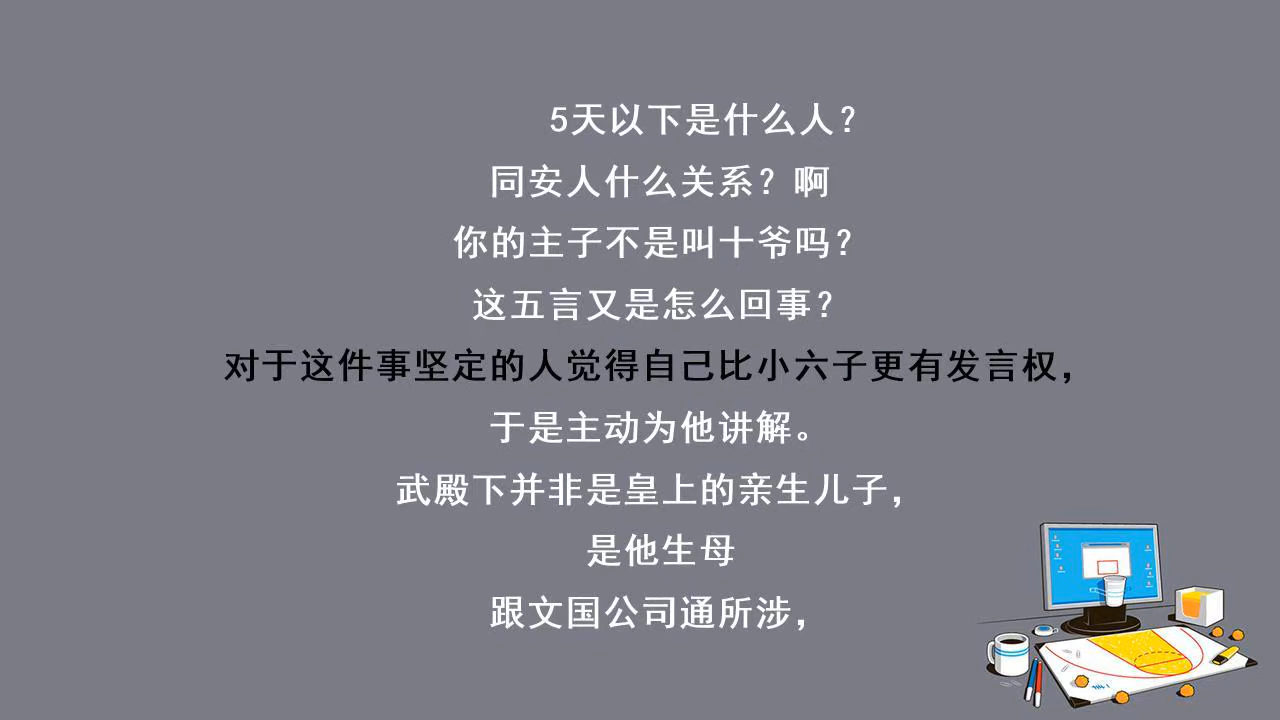 5天以下是什么人？
同安人什么关系？啊
你的主子不是叫十爷吗？
这五言又是怎么回事？
对于这件事坚定的人觉得自己比小六子更有发言权，
于是主动为他讲解。
武殿下并非是皇上的亲生儿子，
是他生母
跟文国公司通所涉，